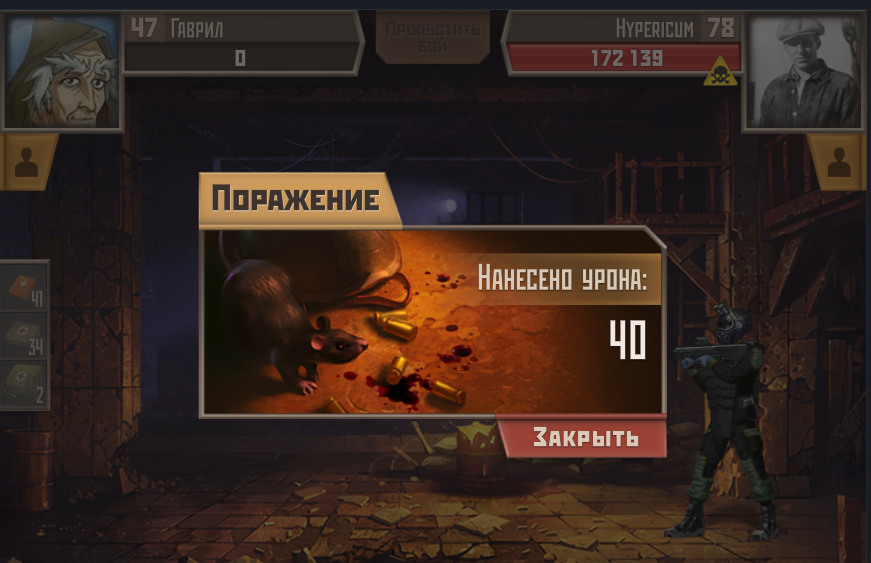 47 Гаврил
0
Пропустить
бой
Hypericum 78
172 139
Поражение
Нанесено урона:
40
41
34
2
Закрыть